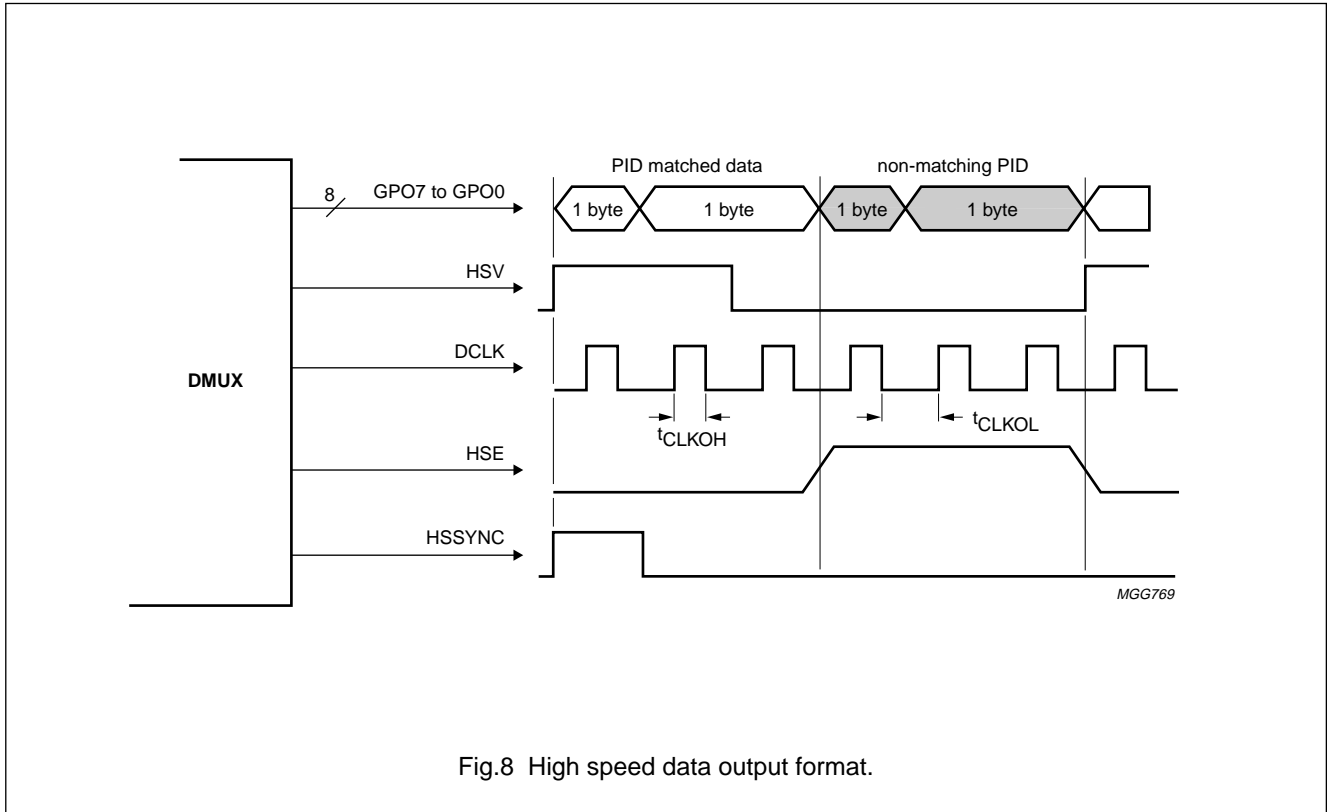 PID matched data non-matching PID
8 GPO7 to GPO0 1 byte 1 byte 1 byte 1 byte
HSV
DCLK
DMUX
tCLKOH tCLKOL
HSE
HSSYNC
MGG769
Fig.8 High speed data output format.